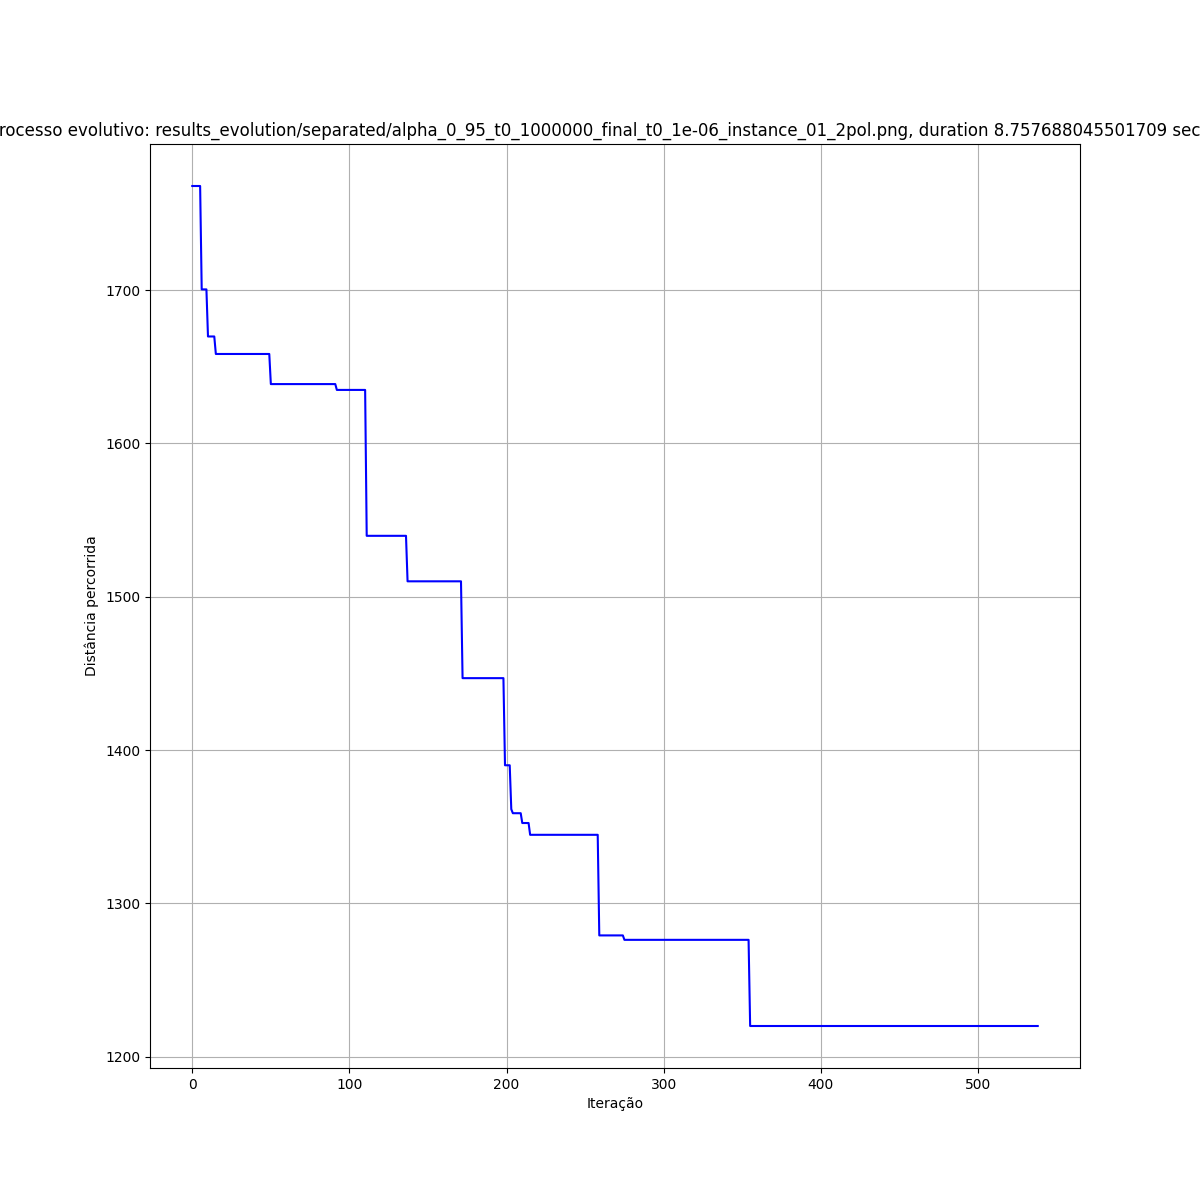 rocesso evolutivo: results_evolution/separated/alpha_0_95_t0_1000000_final_t0_1e-06_instance_01_2pol.png, duration 8.757688045501709 sec
1700
1600
1500
1400
1300
1200
Distância percorrida
0 100 200 300 400 500
Iteração